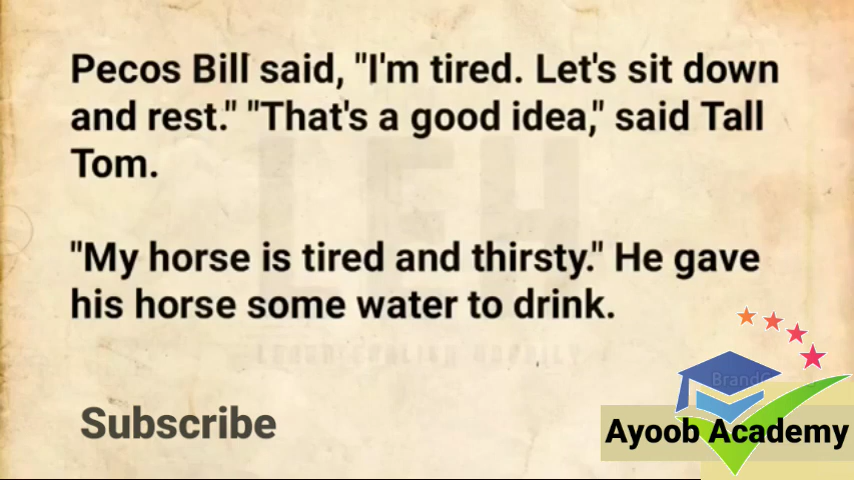 Pecos Bill said, "I'm tired. Let's sit down
and rest." "That's a good idea," said Tall
Tom.
"My horse is tired and thirsty." He gave
his horse some water to drink.
Subscribe
Ayoob Academy